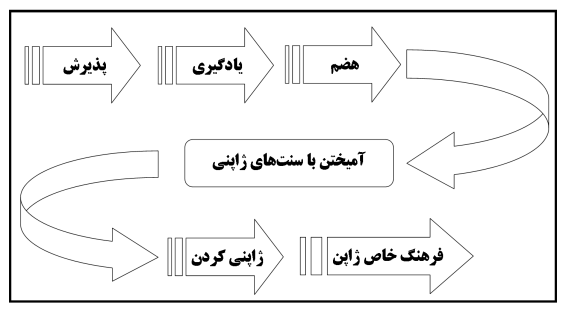 پذیرش
یادگیری
هضم
آمیختن با سنت‌های ژاپنی
ژاپنی کردن
فرهنگ خاص ژاپن